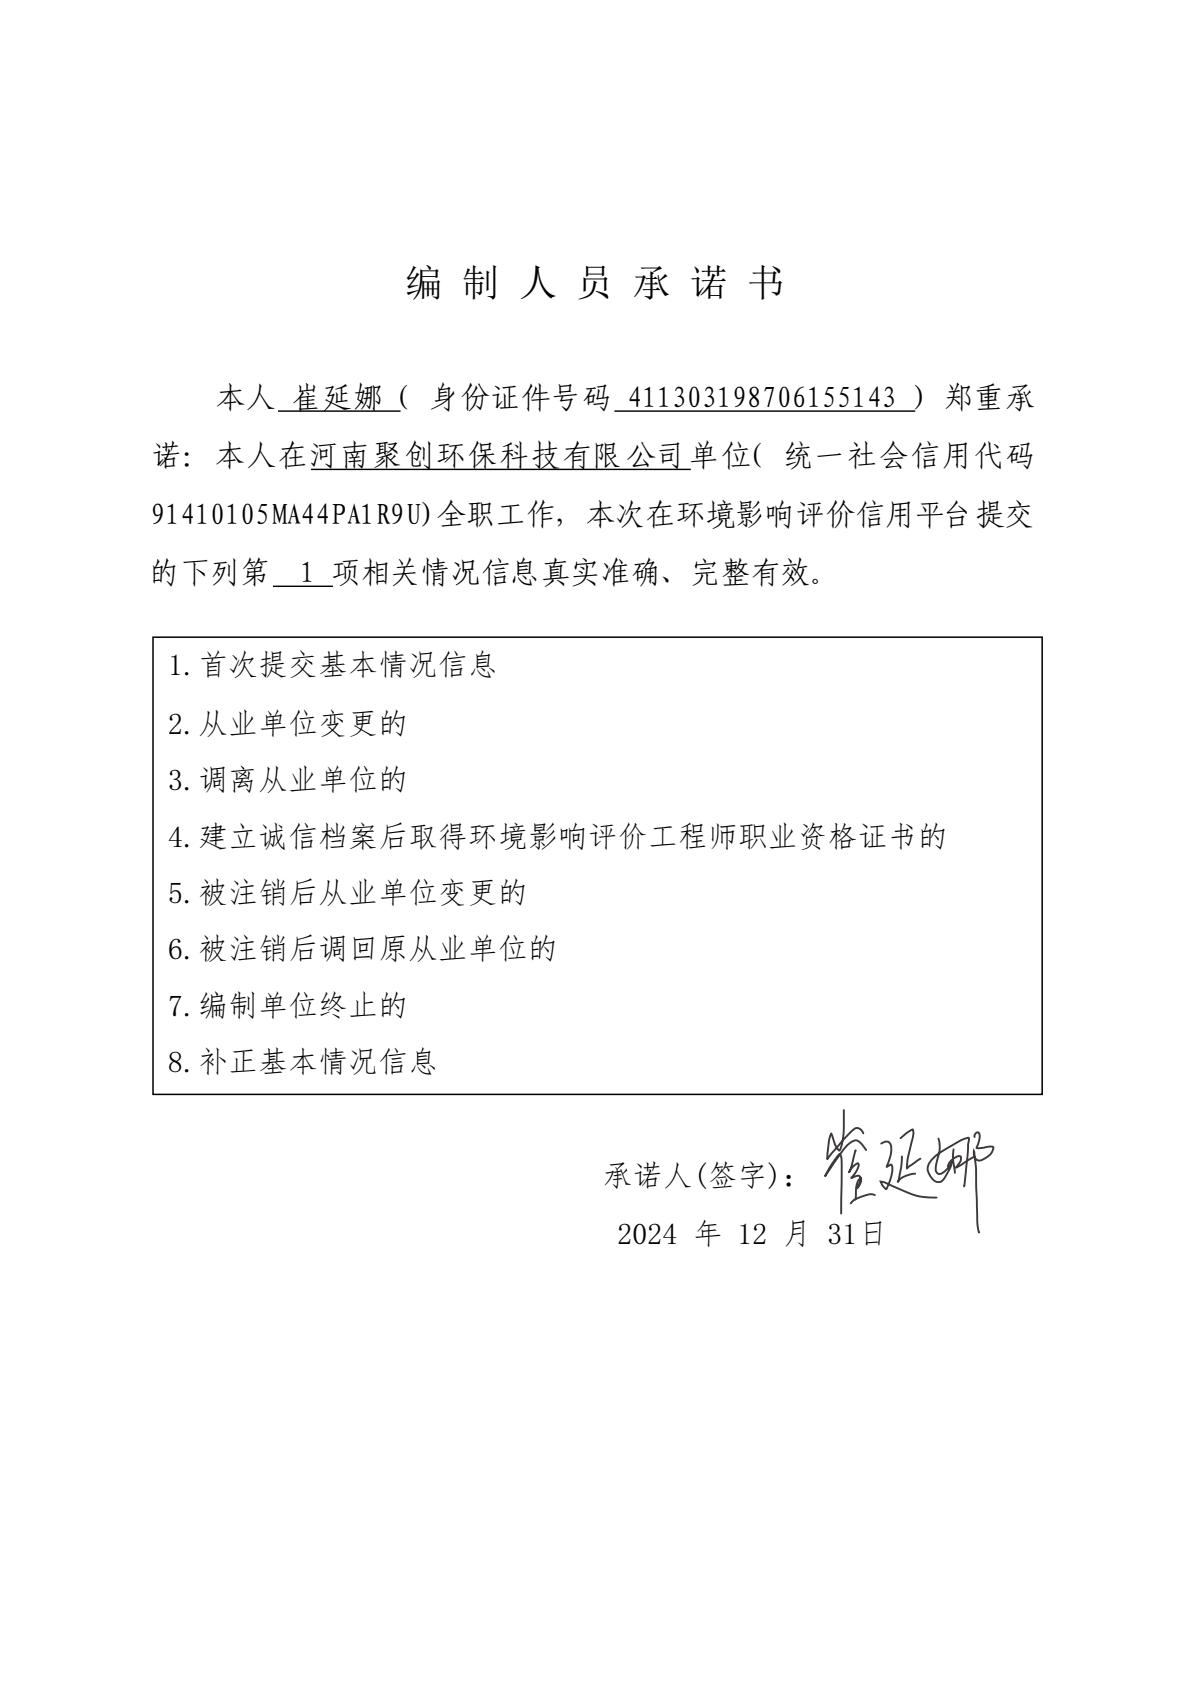 编制人员承诺书
本人 崔延娜 ( 身份证件号码 411303198706155143 ) 郑重承
诺: 本人在河南聚创环保科技有限公司单位( 统一社会信用代码
91410105MA44PA1R9U)全职工作, 本次在环境影响评价信用平台提交
的下列第 1 项相关情况信息真实准确、完整有效。
1.首次提交基本情况信息
2.从业单位变更的
3.调离从业单位的
4.建立诚信档案后取得环境影响评价工程师职业资格证书的
5.被注销后从业单位变更的
6.被注销后调回原从业单位的
7.编制单位终止的
8.补正基本情况信息
承诺人(签字): 崔延娜
2024 年 12 月 31日